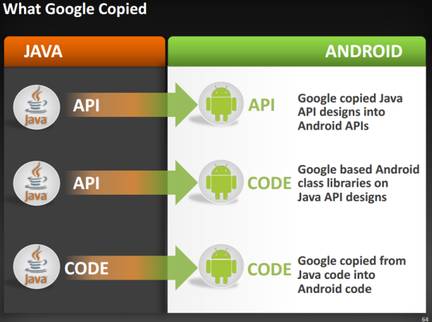 What Google Copied
JAVA
ANDROID
Java
API
API
Google copied Java
API designs into
Android APIs
Java
API
CODE
Google based Android
class libraries on
Java API designs
Java
CODE
CODE
Google copied from
Java code into
Android code
64